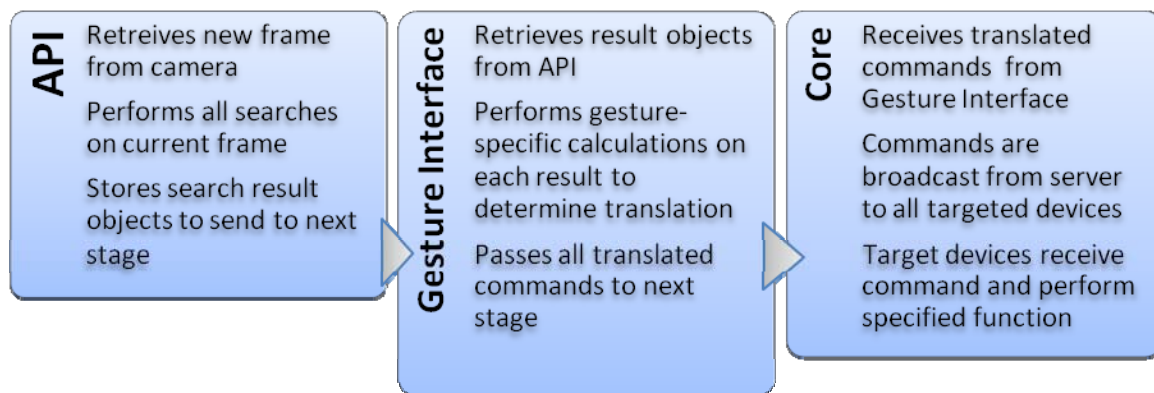 API
Retreives new frame
from camera
Performs all searches
on current frame
Stores search result
objects to send to next
stage
Gesture Interface
Retrieves result objects
from API
Performs gesture-
specific calculations on
each result to
determine translation
Passes all translated
commands to next
stage
Core
Receives translated
commands from
Gesture Interface
Commands are
broadcast from server
to all targeted devices
Target devices receive
command and perform
specified function